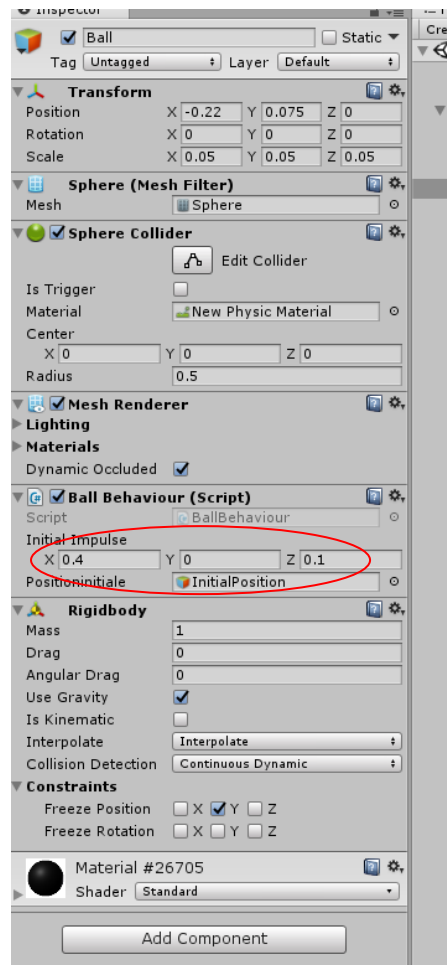 Inspector
Ball Static
Tag Untagged Layer Default
Cre
Transform
Position X -0.22 Y 0.075 Z 0
Rotation X 0 Y 0 Z 0
Scale X 0.05 Y 0.05 Z 0.05
Sphere (Mesh Filter)
Mesh Sphere
Sphere Collider
Edit Collider
Is Trigger
Material New Physic Material
Center
X 0 Y 0 Z 0
Radius 0.5
Mesh Renderer
Lighting
Materials
Dynamic Occluded
Ball Behaviour (Script)
Script BallBehaviour
Initial Impulse
X 0.4 Y 0 Z 0.1
Positioninitiale InitialPosition
Rigidbody
Mass 1
Drag 0
Angular Drag 0
Use Gravity
Is Kinematic
Interpolate Interpolate
Collision Detection Continuous Dynamic
Constraints
Freeze Position X Y Z
Freeze Rotation X Y Z
Material #26705
Shader Standard
Add Component